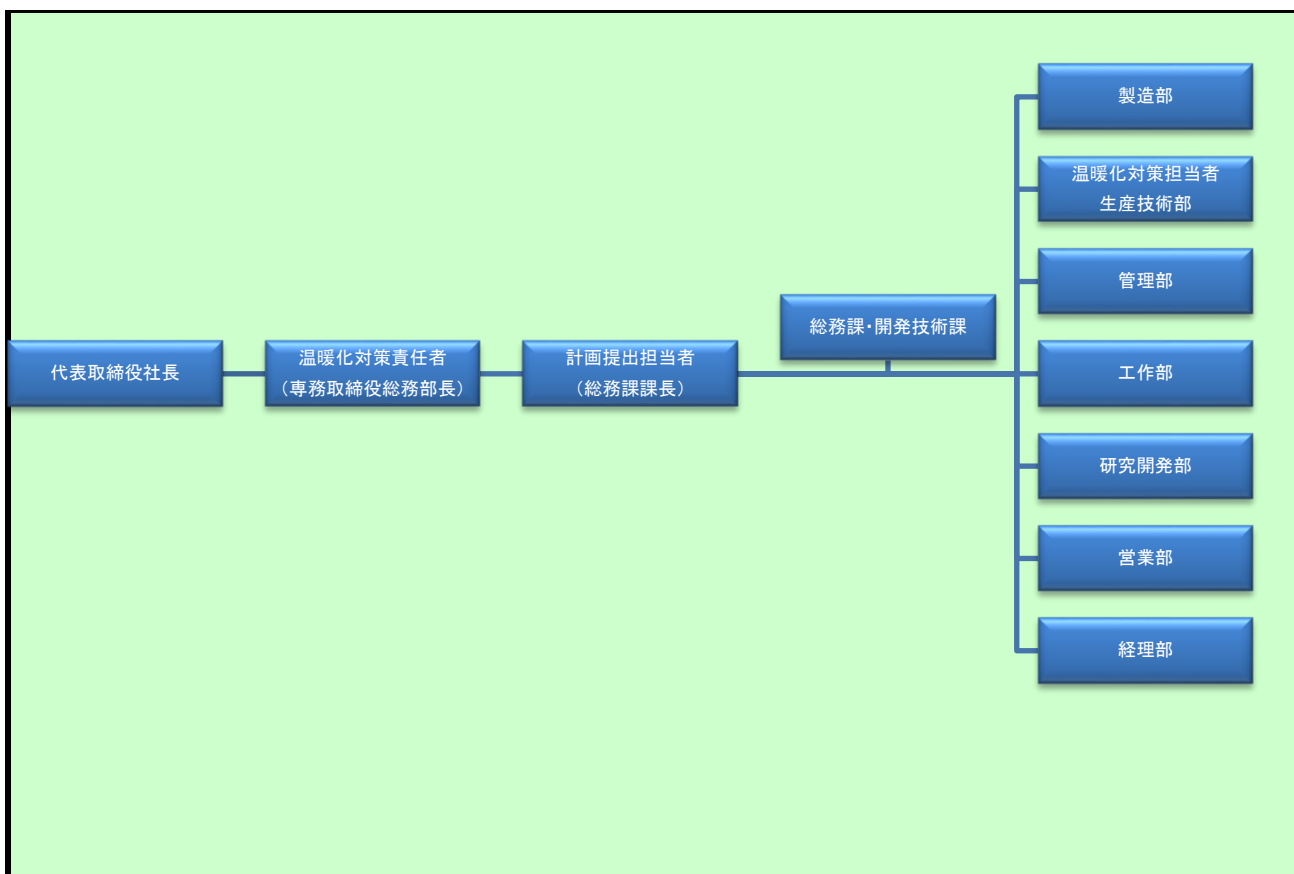 代表取締役社長
温暖化対策責任者
（専務取締役総務部長）
計画提出担当者
（総務課課長）
総務課・開発技術課
製造部
温暖化対策担当者
生産技術部
管理部
工作部
研究開発部
営業部
経理部